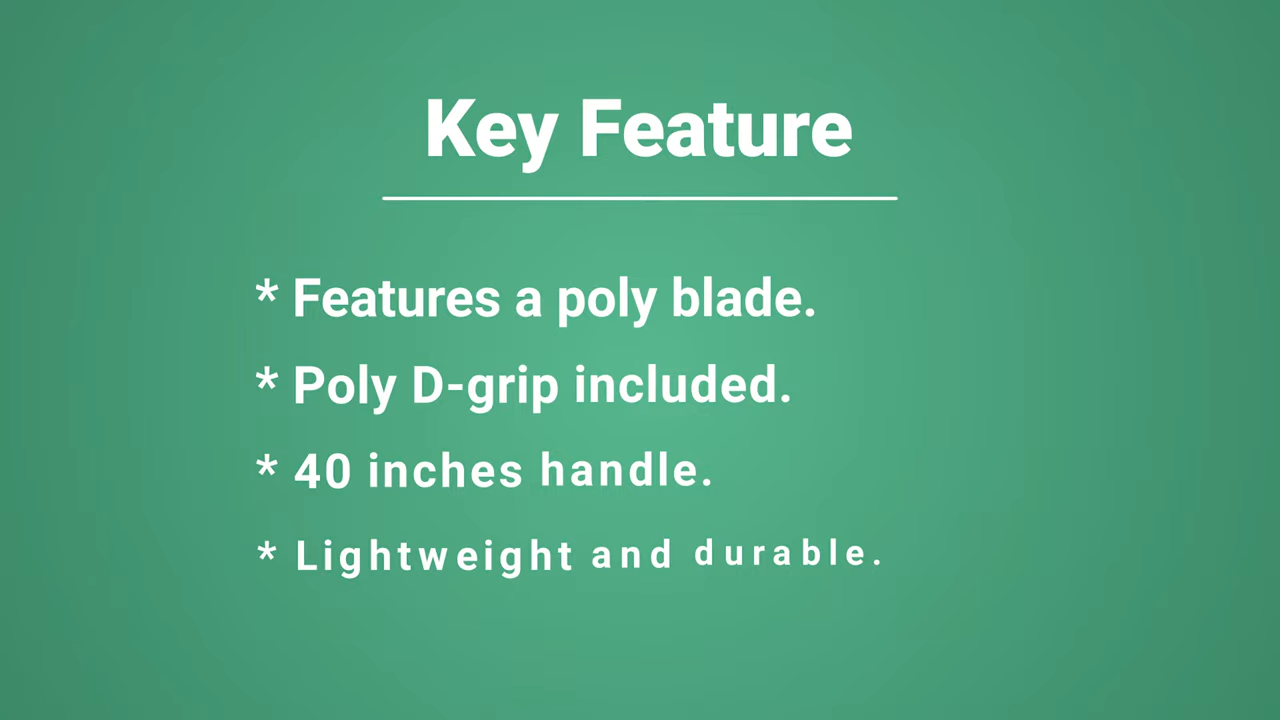 Key Feature
* Features a poly blade.
* Poly D-grip included.
* 40 inches handle.
* Lightweight and durable.